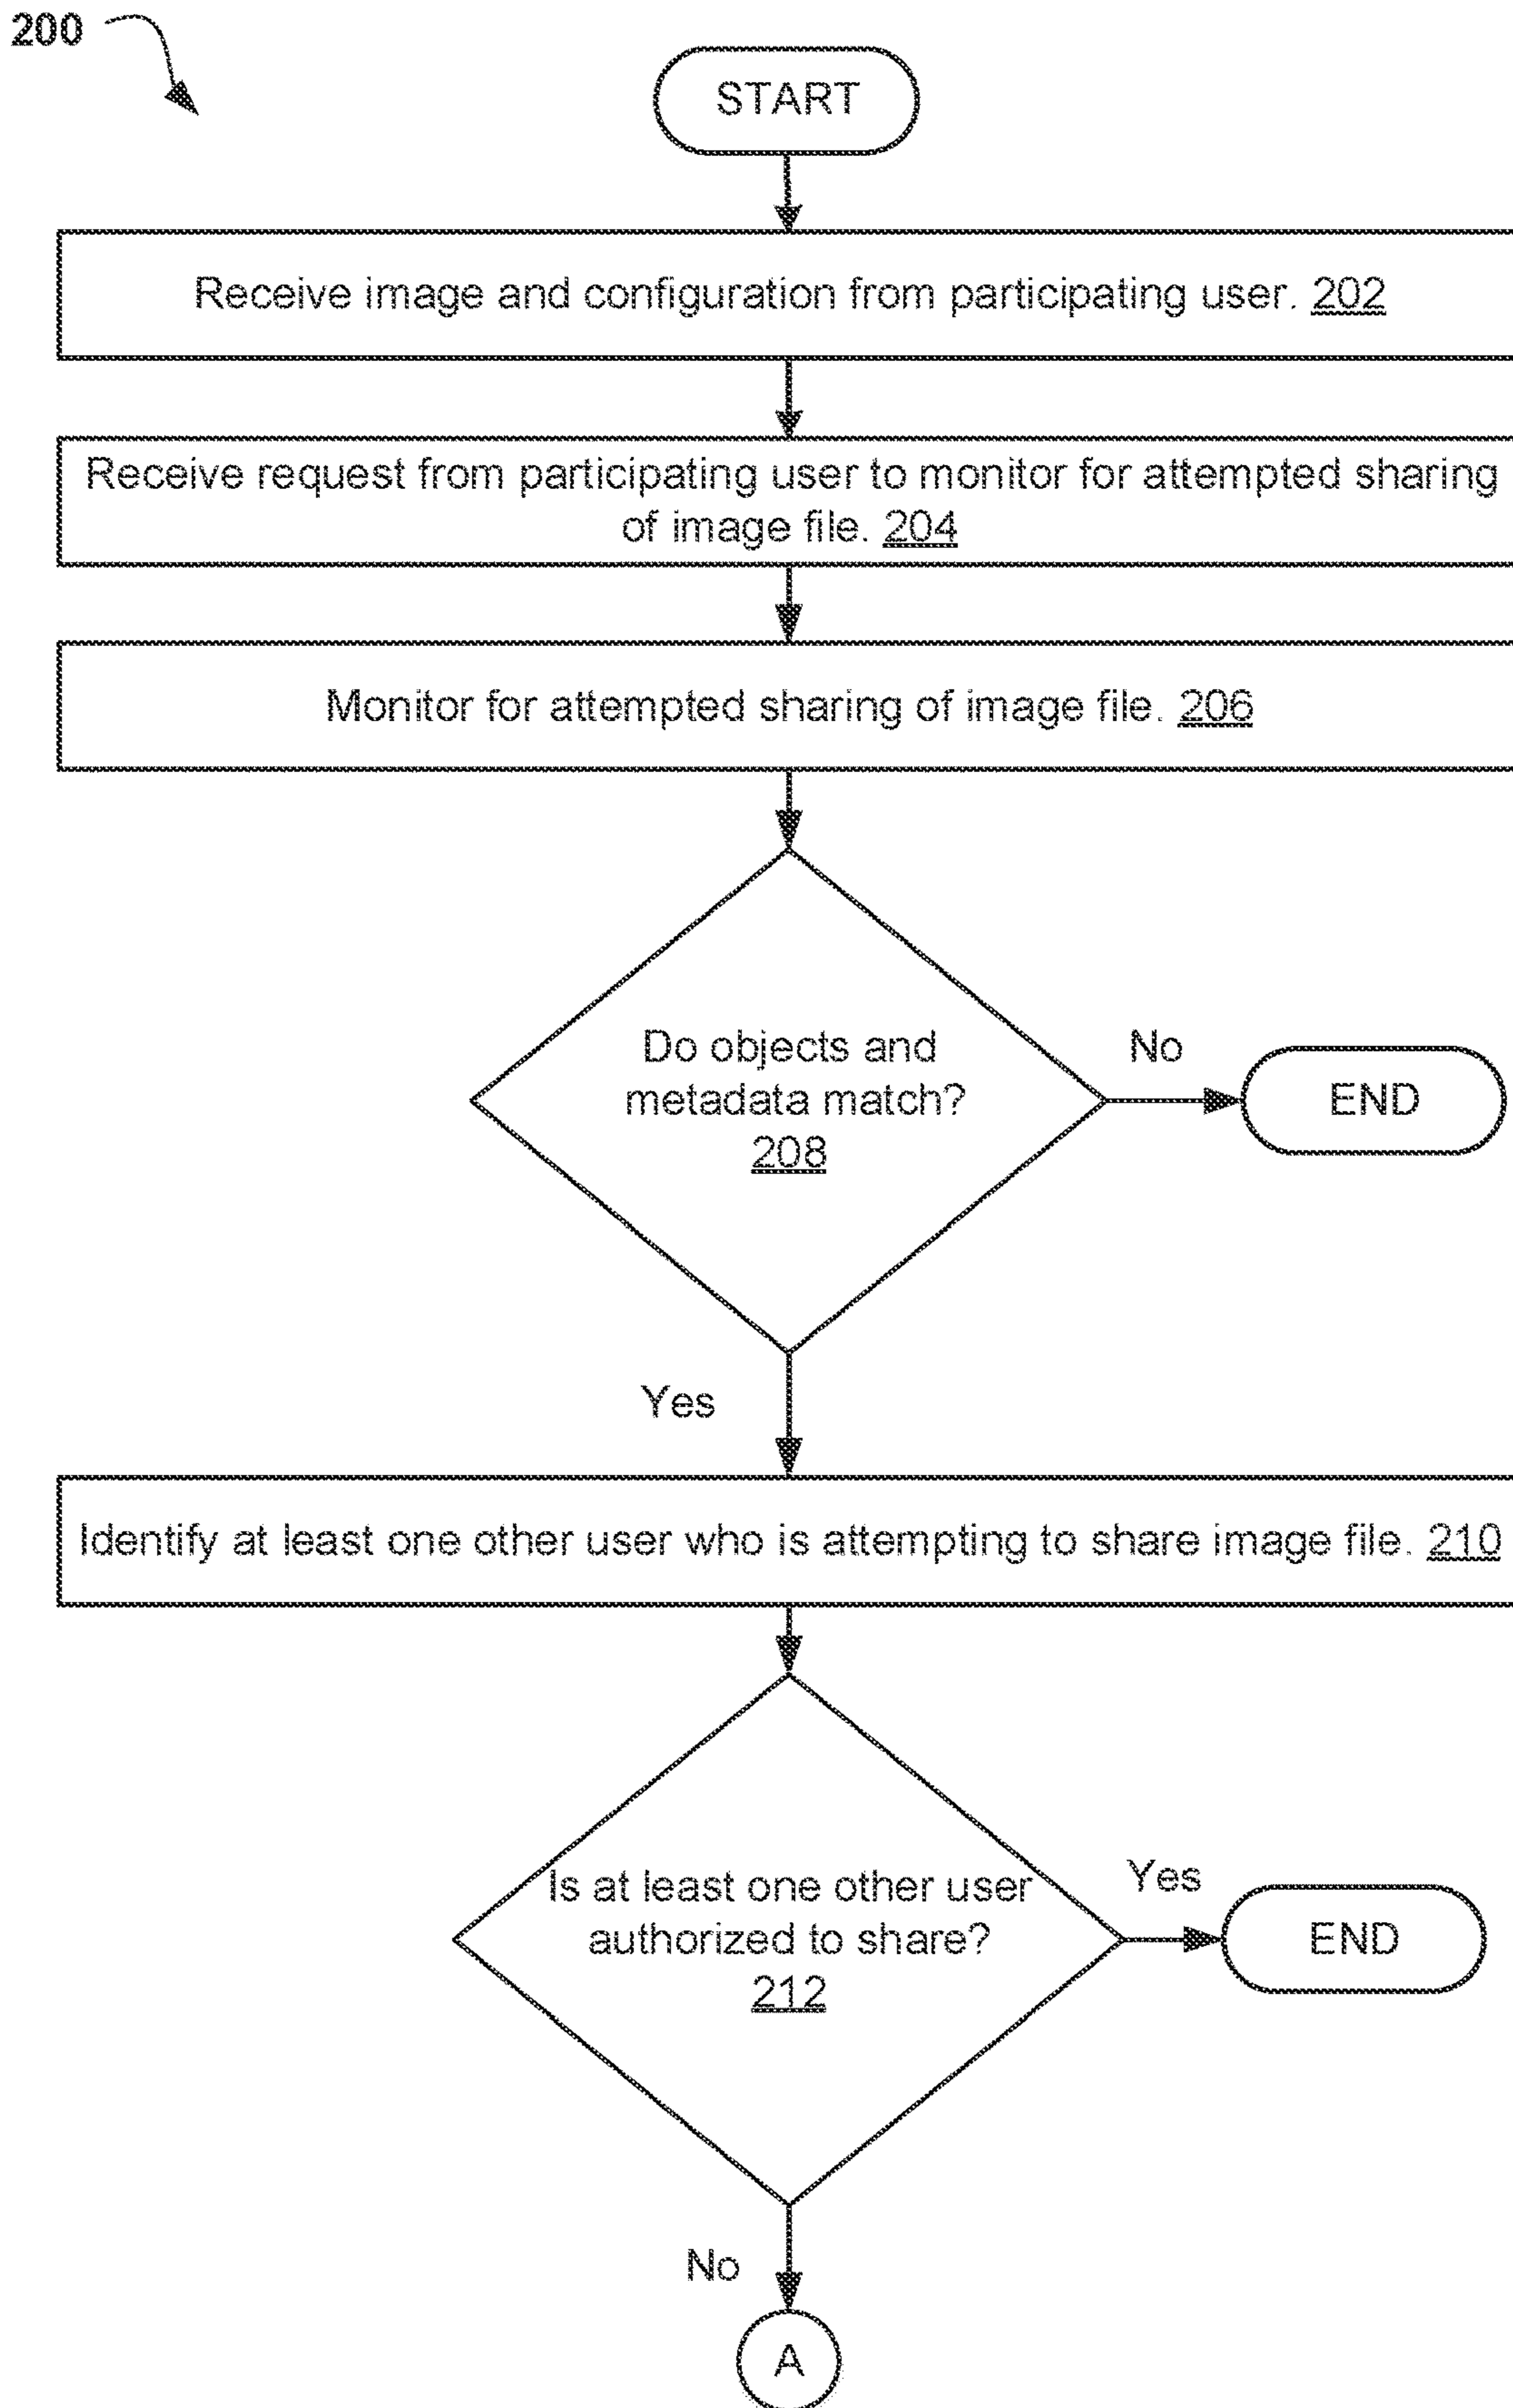 200
START
Receive image and configuration from participating user. 202
Receive request from participating user to monitor for attempted sharing
of image file. 204
Monitor for attempted sharing of image file. 206
Do objects and
metadata match?
208
No
END
Yes
Identify at least one other user who is attempting to share image file. 210
Is at least one other user
authorized to share?
212
Yes
END
No
A